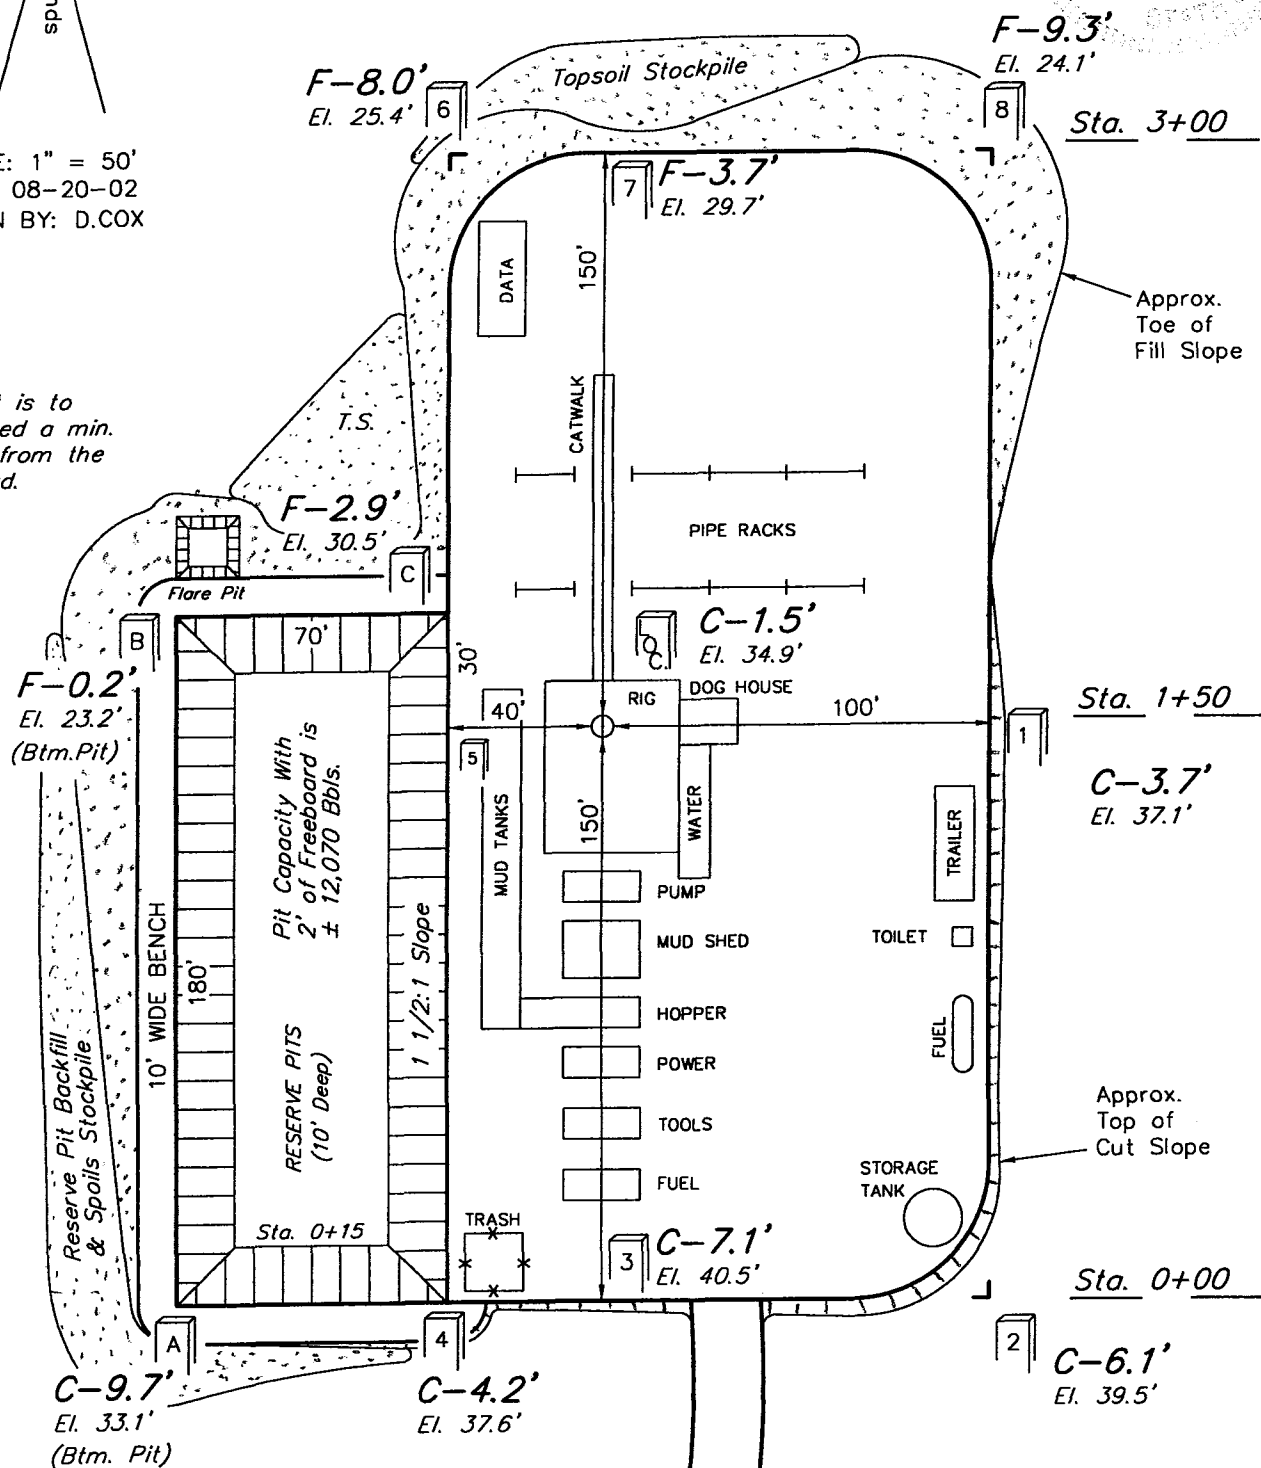 F-9.3'
El. 24.1'
F-8.0'
El. 25.4'
Topsoil Stockpile
6
8
Sta. 3+00
E: 1" = 50'
08-20-02
N BY: D.COX
7
F-3.7'
El. 29.7'
150'
DATA
Approx.
Toe of
Fill Slope
is to
ed a min.
from the
d.
T.S.
CATWALK
F-2.9'
El. 30.5'
PIPE RACKS
C
Flare Pit
B
70'
30'
LOC.
C-1.5'
El. 34.9'
F-0.2'
El. 23.2'
(Btm.Pit)
RIG
DOG HOUSE
40'
100'
Sta. 1+50
1
5
C-3.7'
El. 37.1'
Pit Capacity With
2' of Freeboard is
± 12,070 Bbls.
MUD TANKS
150'
WATER
TRAILER
PUMP
MUD SHED
TOILET
10' WIDE BENCH
180'
1 1/2:1 Slope
HOPPER
FUEL
POWER
RESERVE PITS
(10' Deep)
Reserve Pit Backfill
& Spoils Stockpile
TOOLS
Approx.
Top of
Cut Slope
FUEL
STORAGE
TANK
TRASH
Sta. 0+15
3
C-7.1'
El. 40.5'
Sta. 0+00
A
4
2
C-9.7'
El. 33.1'
(Btm. Pit)
C-4.2'
El. 37.6'
C-6.1'
El. 39.5'